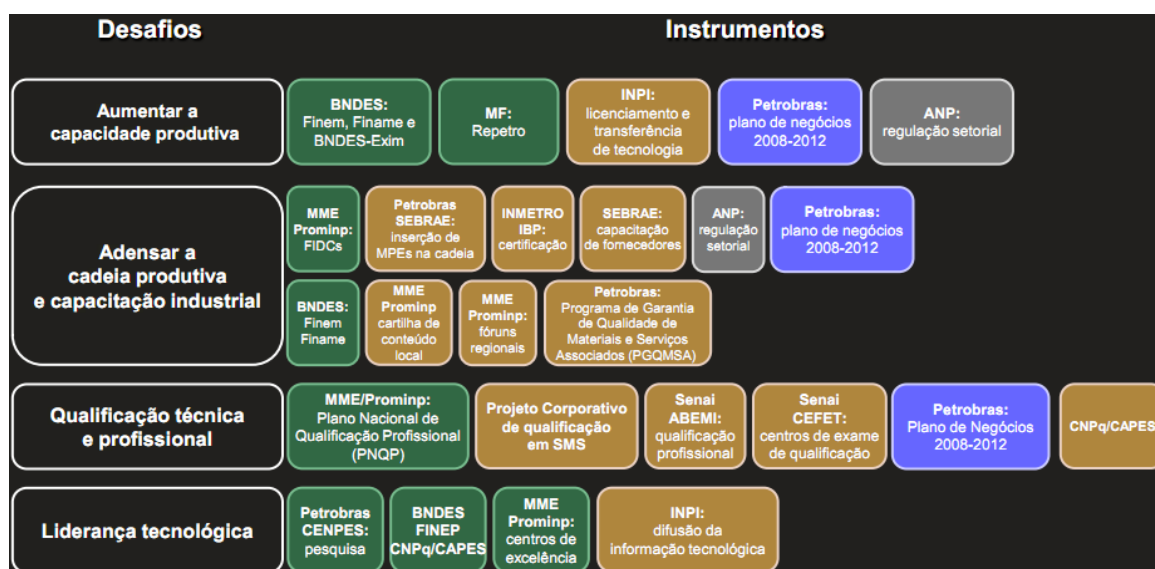 Desafios
Instrumentos
Aumentar a
capacidade produtiva
BNDES:
Finem, Finame e
BNDES-Exim
MF:
Repetro
INPI:
licenciamento e
transferência
de tecnologia
Petrobras:
plano de negócios
2008-2012
ANP:
regulação setorial
Adensar a
cadeia produtiva
e capacitação industrial
MME
Prominp:
FIDCs
Petrobras
SEBRAE:
inserção de
MPEs na cadeia
INMETRO
IBP:
certificação
SEBRAE:
capacitação
de fornecedores
ANP:
regulação
setorial
Petrobras:
plano de negócios
2008-2012
BNDES:
Finem
Finame
MME
Prominp
cartilha de
conteúdo
local
MME
Prominp:
fóruns
regionais
Petrobras:
Programa de Garantia
de Qualidade de
Materiais e Serviços
Associados (PGQMSA)
Qualificação técnica
e profissional
MME/Prominp:
Plano Nacional de
Qualificação Profissional
(PNQP)
Projeto Corporativo
de qualificação
em SMS
Senai
ABEMI:
qualificação
profissional
Senai
CEFET:
centros de exame
de qualificação
Petrobras:
Plano de Negócios
2008-2012
CNPq/CAPES
Liderança tecnológica
Petrobras
CENPES:
pesquisa
BNDES
FINEP
CNPq/CAPES
MME
Prominp:
centros de
excelência
INPI:
difusão da
informação tecnológica